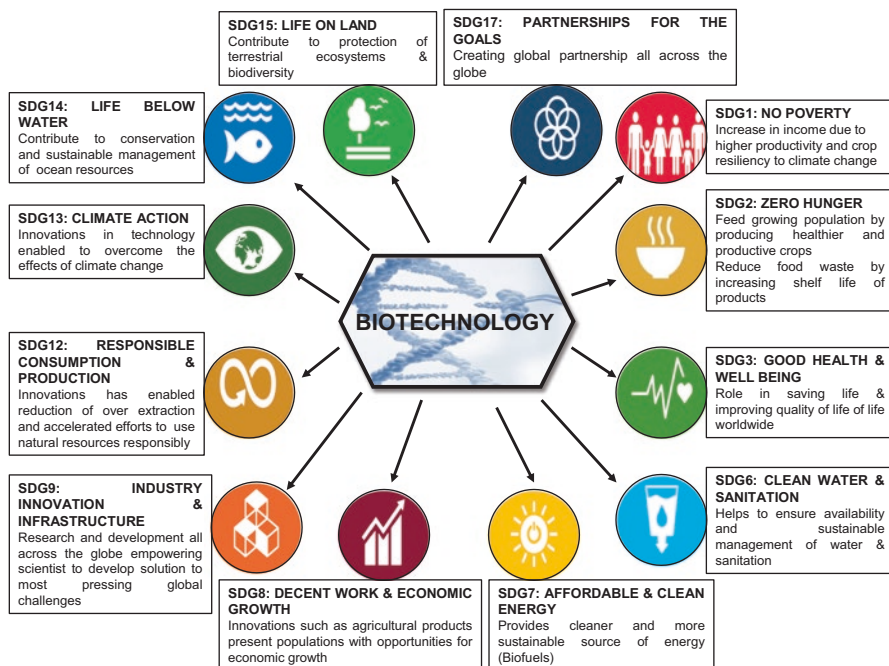 SDG15: LIFE ON LAND
Contribute to protection of
terrestrial ecosystems &
biodiversity
SDG17: PARTNERSHIPS FOR THE
GOALS
Creating global partnership all across the
globe
SDG14: LIFE BELOW
WATER
Contribute to conservation
and sustainable management
of ocean resources
SDG1: NO POVERTY
Increase in income due to
higher productivity and crop
resiliency to climate change
SDG13: CLIMATE ACTION
Innovations in technology
enabled to overcome the
effects of climate change
SDG2: ZERO HUNGER
Feed growing population by
producing healthier and
productive crops
Reduce food waste by
increasing shelf life of
products
BIOTECHNOLOGY
SDG12: RESPONSIBLE
CONSUMPTION &
PRODUCTION
Innovations has enabled
reduction of over extraction
and accelerated efforts to use
natural resources responsibly
SDG3: GOOD HEALTH &
WELL BEING
Role in saving life &
improving quality of life of life
worldwide
SDG9: INDUSTRY
INNOVATION &
INFRASTRUCTURE
Research and development all
across the globe empowering
scientist to develop solution to
most pressing global
challenges
SDG6: CLEAN WATER &
SANITATION
Helps to ensure availability
and sustainable
management of water &
sanitation
SDG8: DECENT WORK & ECONOMIC
GROWTH
Innovations such as agricultural products
present populations with opportunities for
economic growth
SDG7: AFFORDABLE & CLEAN
ENERGY
Provides cleaner and more
sustainable source of energy
(Biofuels)